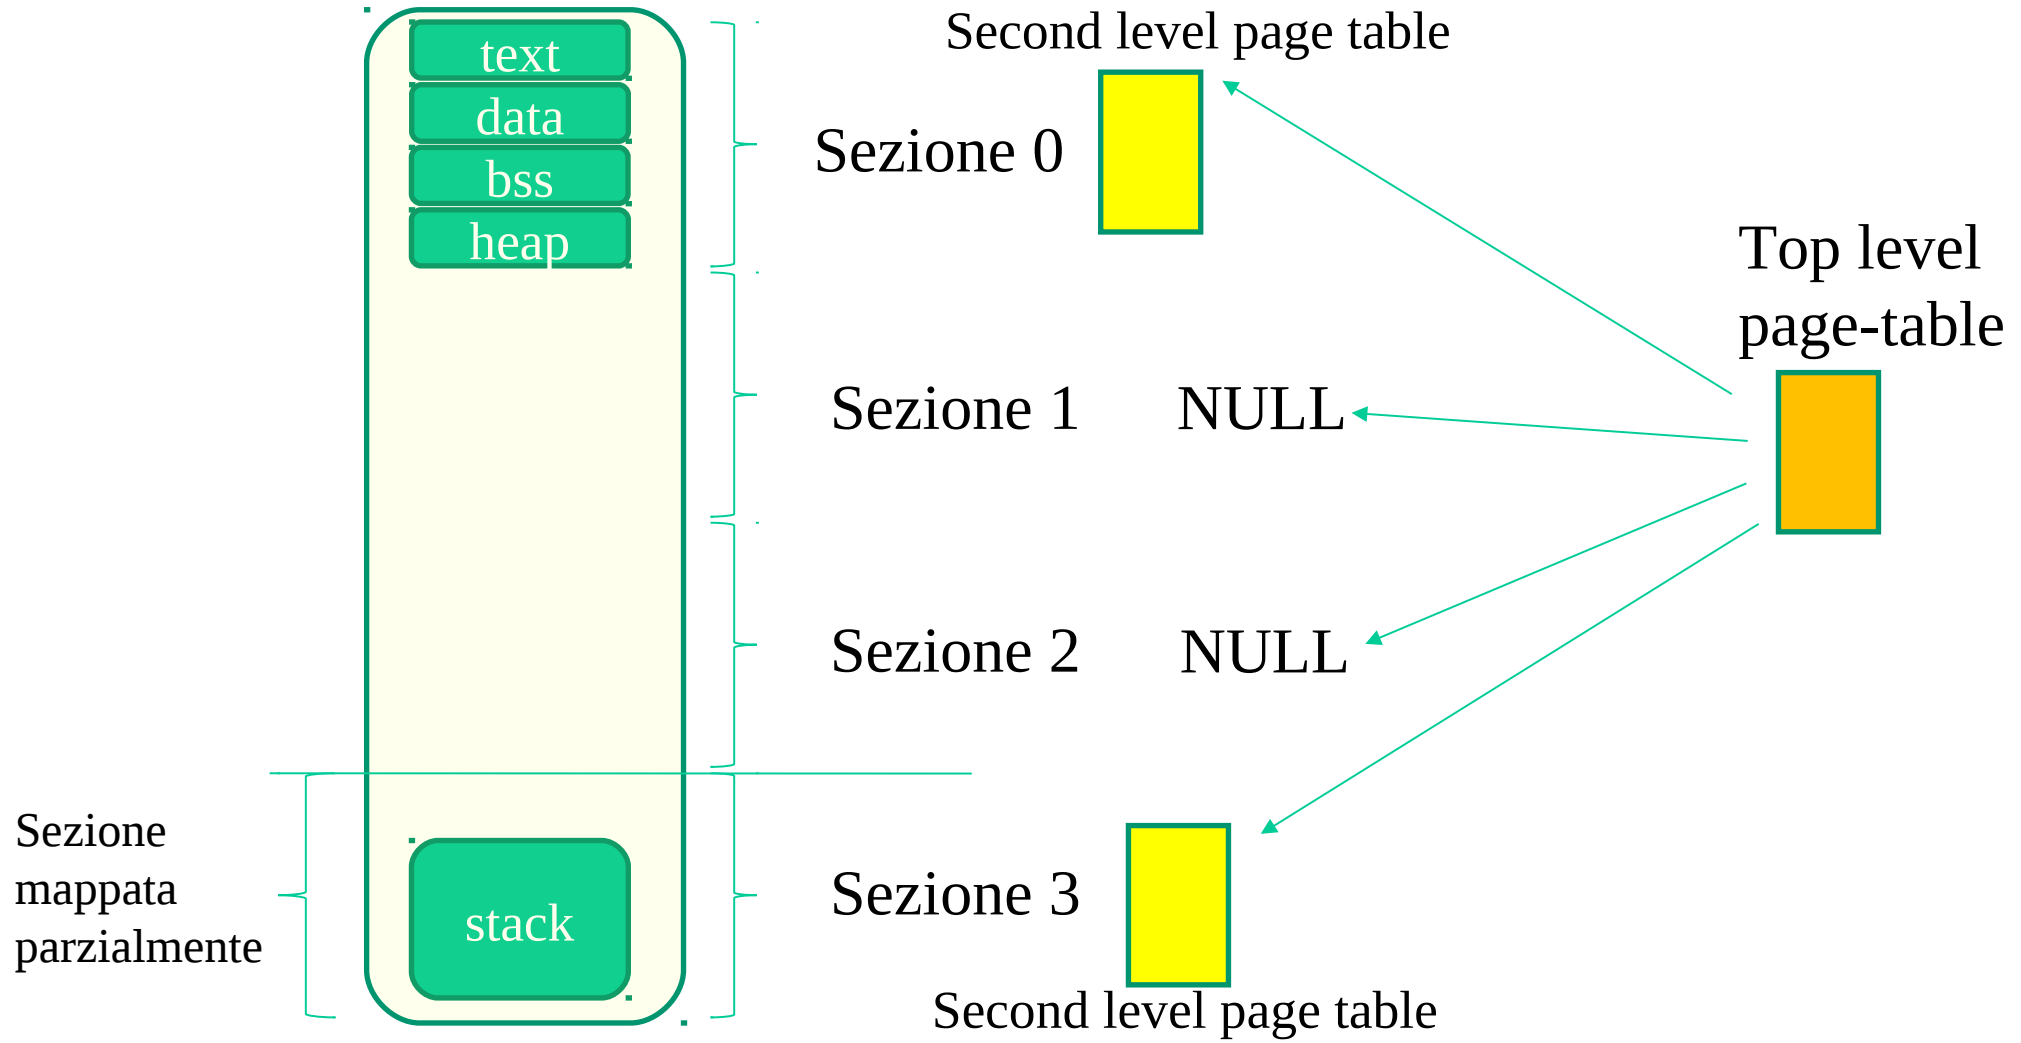 text
data
bss
heap
stack
Sezione
mappata
parzialmente
Second level page table
Sezione 0
Sezione 1
NULL
Sezione 2
NULL
Sezione 3
Second level page table
Top level
page-table